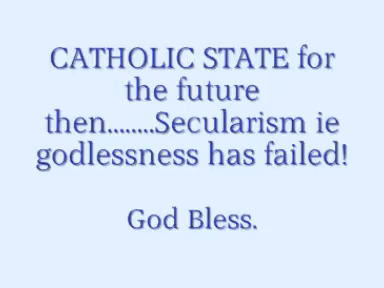 CATHOLIC STATE for
the future
then........Secularism ie
godlessness has failed!
God Bless.